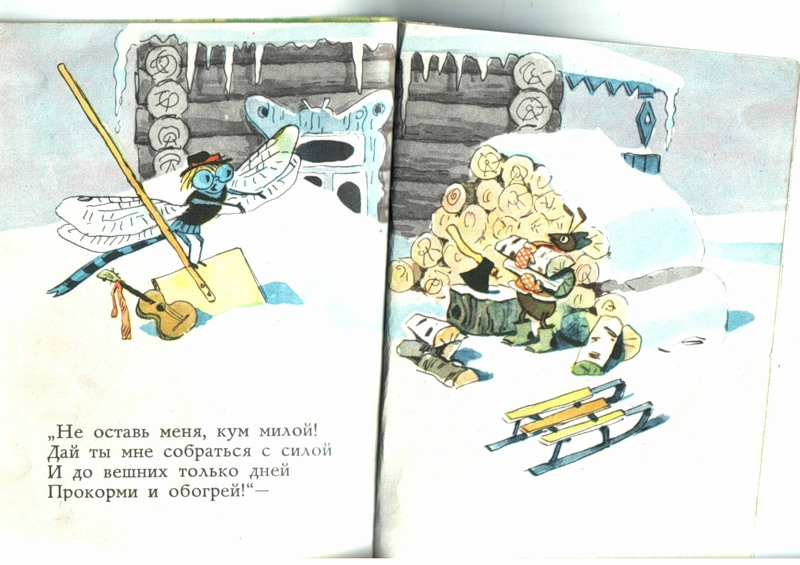 „Не оставь меня, кум милой!
Дай ты мне собраться с силой
И до вешних только дней
Прокорми и обогрей!“—